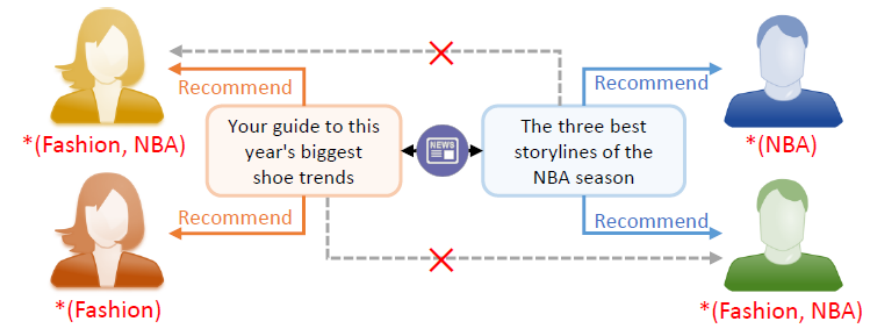 Recommend
Recommend
*(Fashion, NBA)
Your guide to this
year's biggest
shoe trends
NEWS
The three best
storylines of the
NBA season
*(NBA)
Recommend
Recommend
*(Fashion)
*(Fashion, NBA)